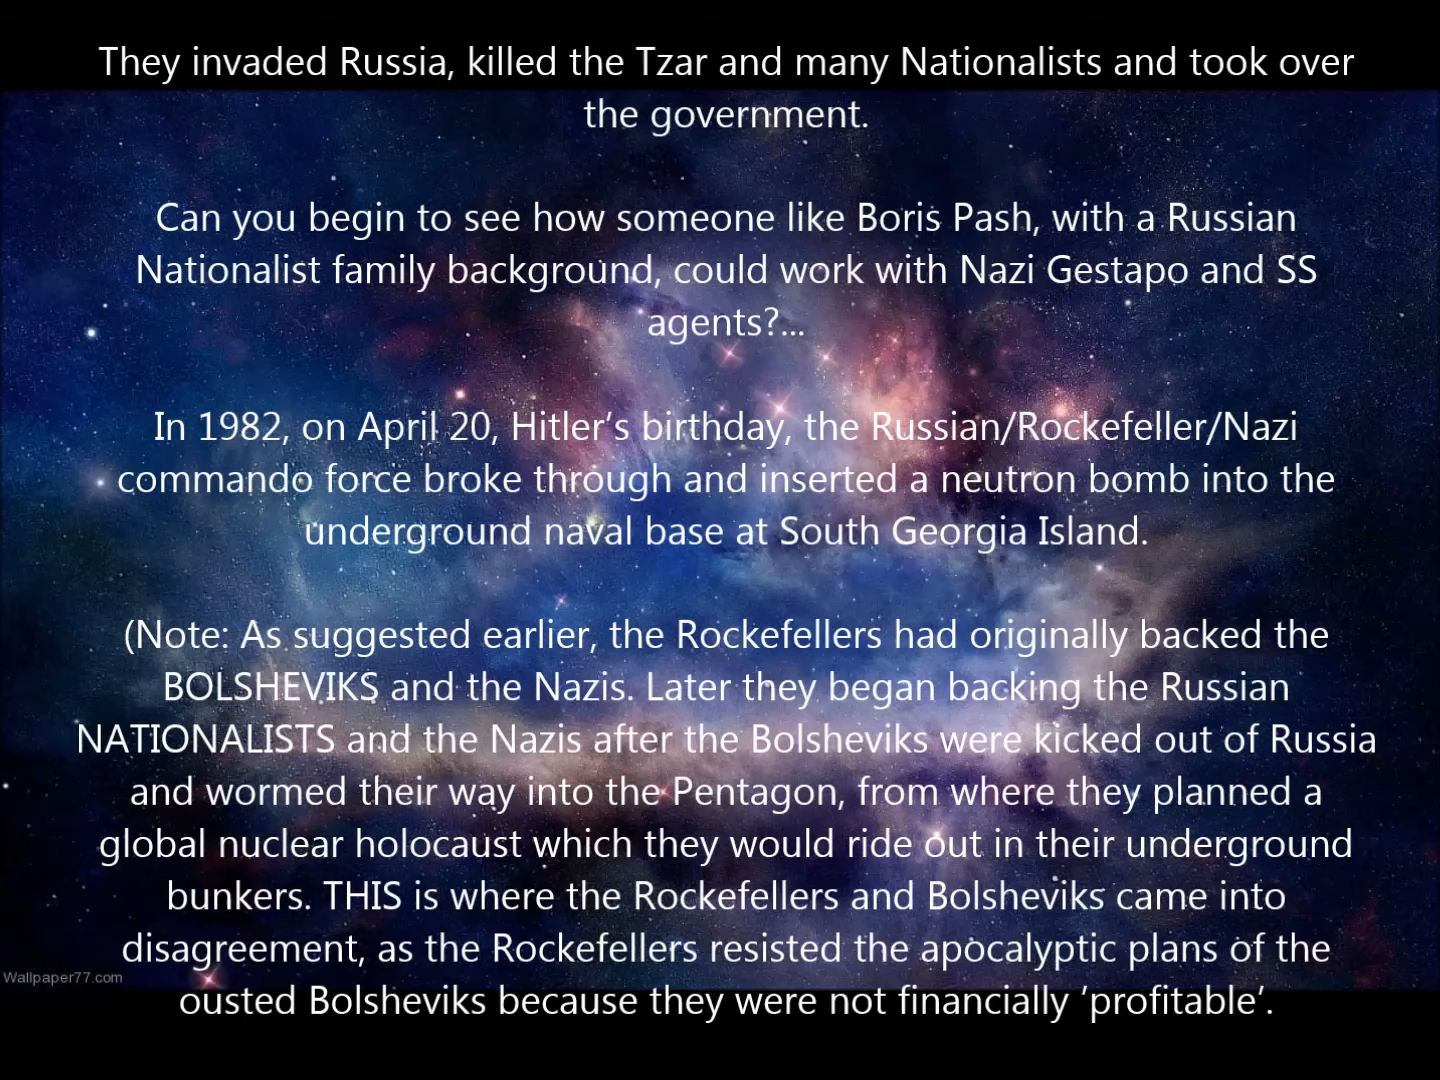 They invaded Russia, killed the Tzar and many Nationalists and took over
the government.
Can you begin to see how someone like Boris Pash, with a Russian
Nationalist family background, could work with Nazi Gestapo and SS
agents?...
In 1982, on April 20, Hitler’s birthday, the Russian/Rockefeller/Nazi
commando force broke through and inserted a neutron bomb into the
underground naval base at South Georgia Island.
(Note: As suggested earlier, the Rockefellers had originally backed the
BOLSHEVIKS and the Nazis. Later they began backing the Russian
NATIONALISTS and the Nazis after the Bolsheviks were kicked out of Russia
and wormed their way into the Pentagon, from where they planned a
global nuclear holocaust which they would ride out in their underground
bunkers. THIS is where the Rockefellers and Bolsheviks came into
disagreement, as the Rockefellers resisted the apocalyptic plans of the
Wallpaper77.com
ousted Bolsheviks because they were not financially ‘profitable’.